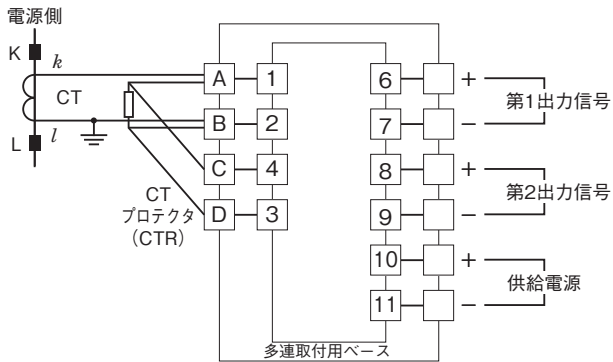 電源側
K
k
CT
L
l
A
1
B
2
C
4
D
3
CT
プロテクタ
(CTR)
6
+
7
−
第1出力信号
8
+
9
−
第2出力信号
10
+
11
−
供給電源
多連取付用ベース